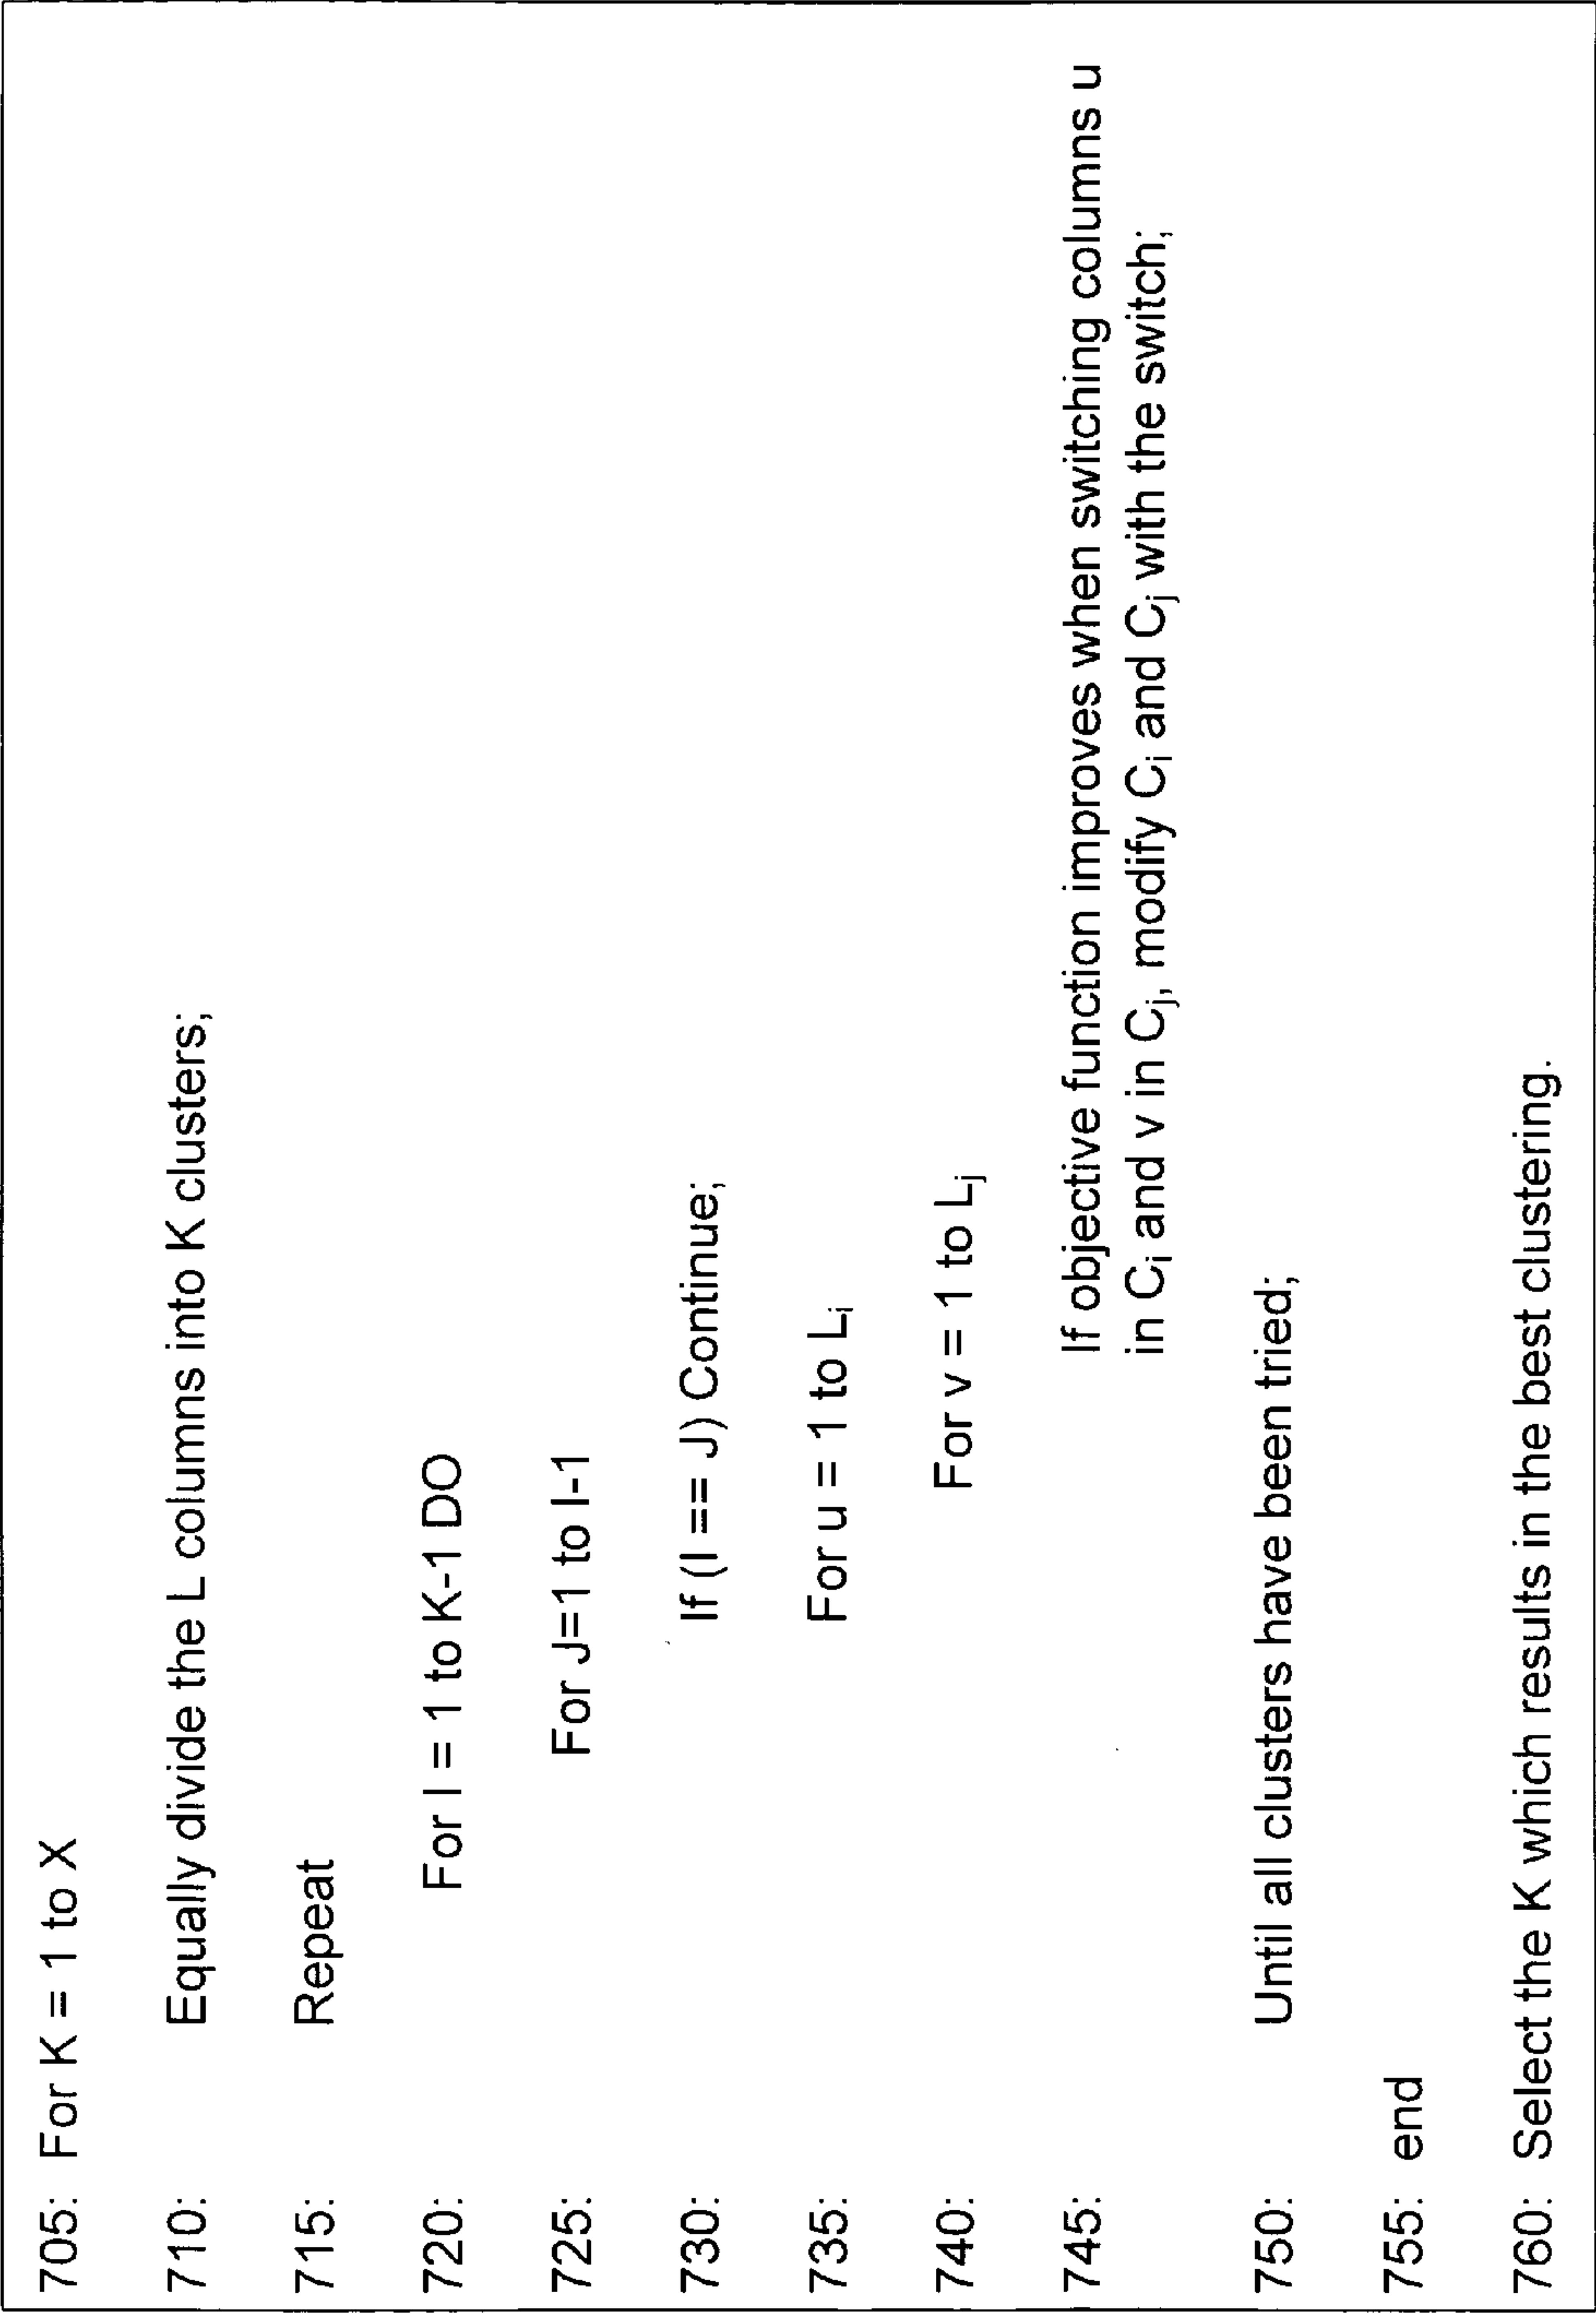 705: For K = 1 to X
710: Equally divide the L columns into K clusters;
715: Repeat
720: For I = 1 to K-1 DO
725: For J=1 to I-1
730: If (I == J) Continue;
735: For u = 1 to Li
740: For v = 1 to Lj
745: If objective function improves when switching columns u
in Ci and v in Cj, modify Ci and Cj with the switch;
750: Until all clusters have been tried;
755: end
760: Select the K which results in the best clustering.